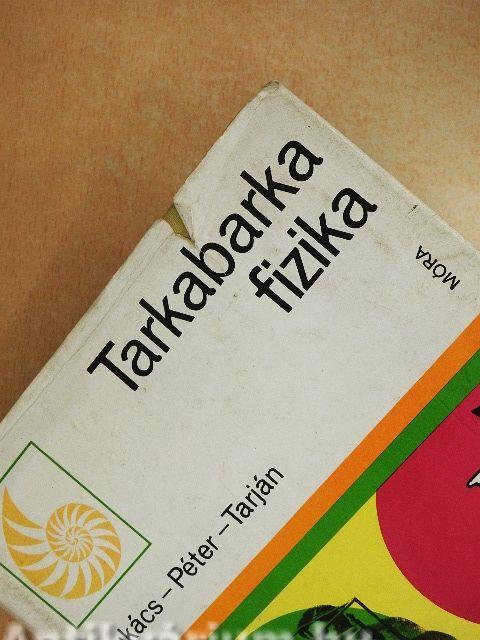 Tarkabarka
fizika
MÓRA
kács – Péter – Tarján